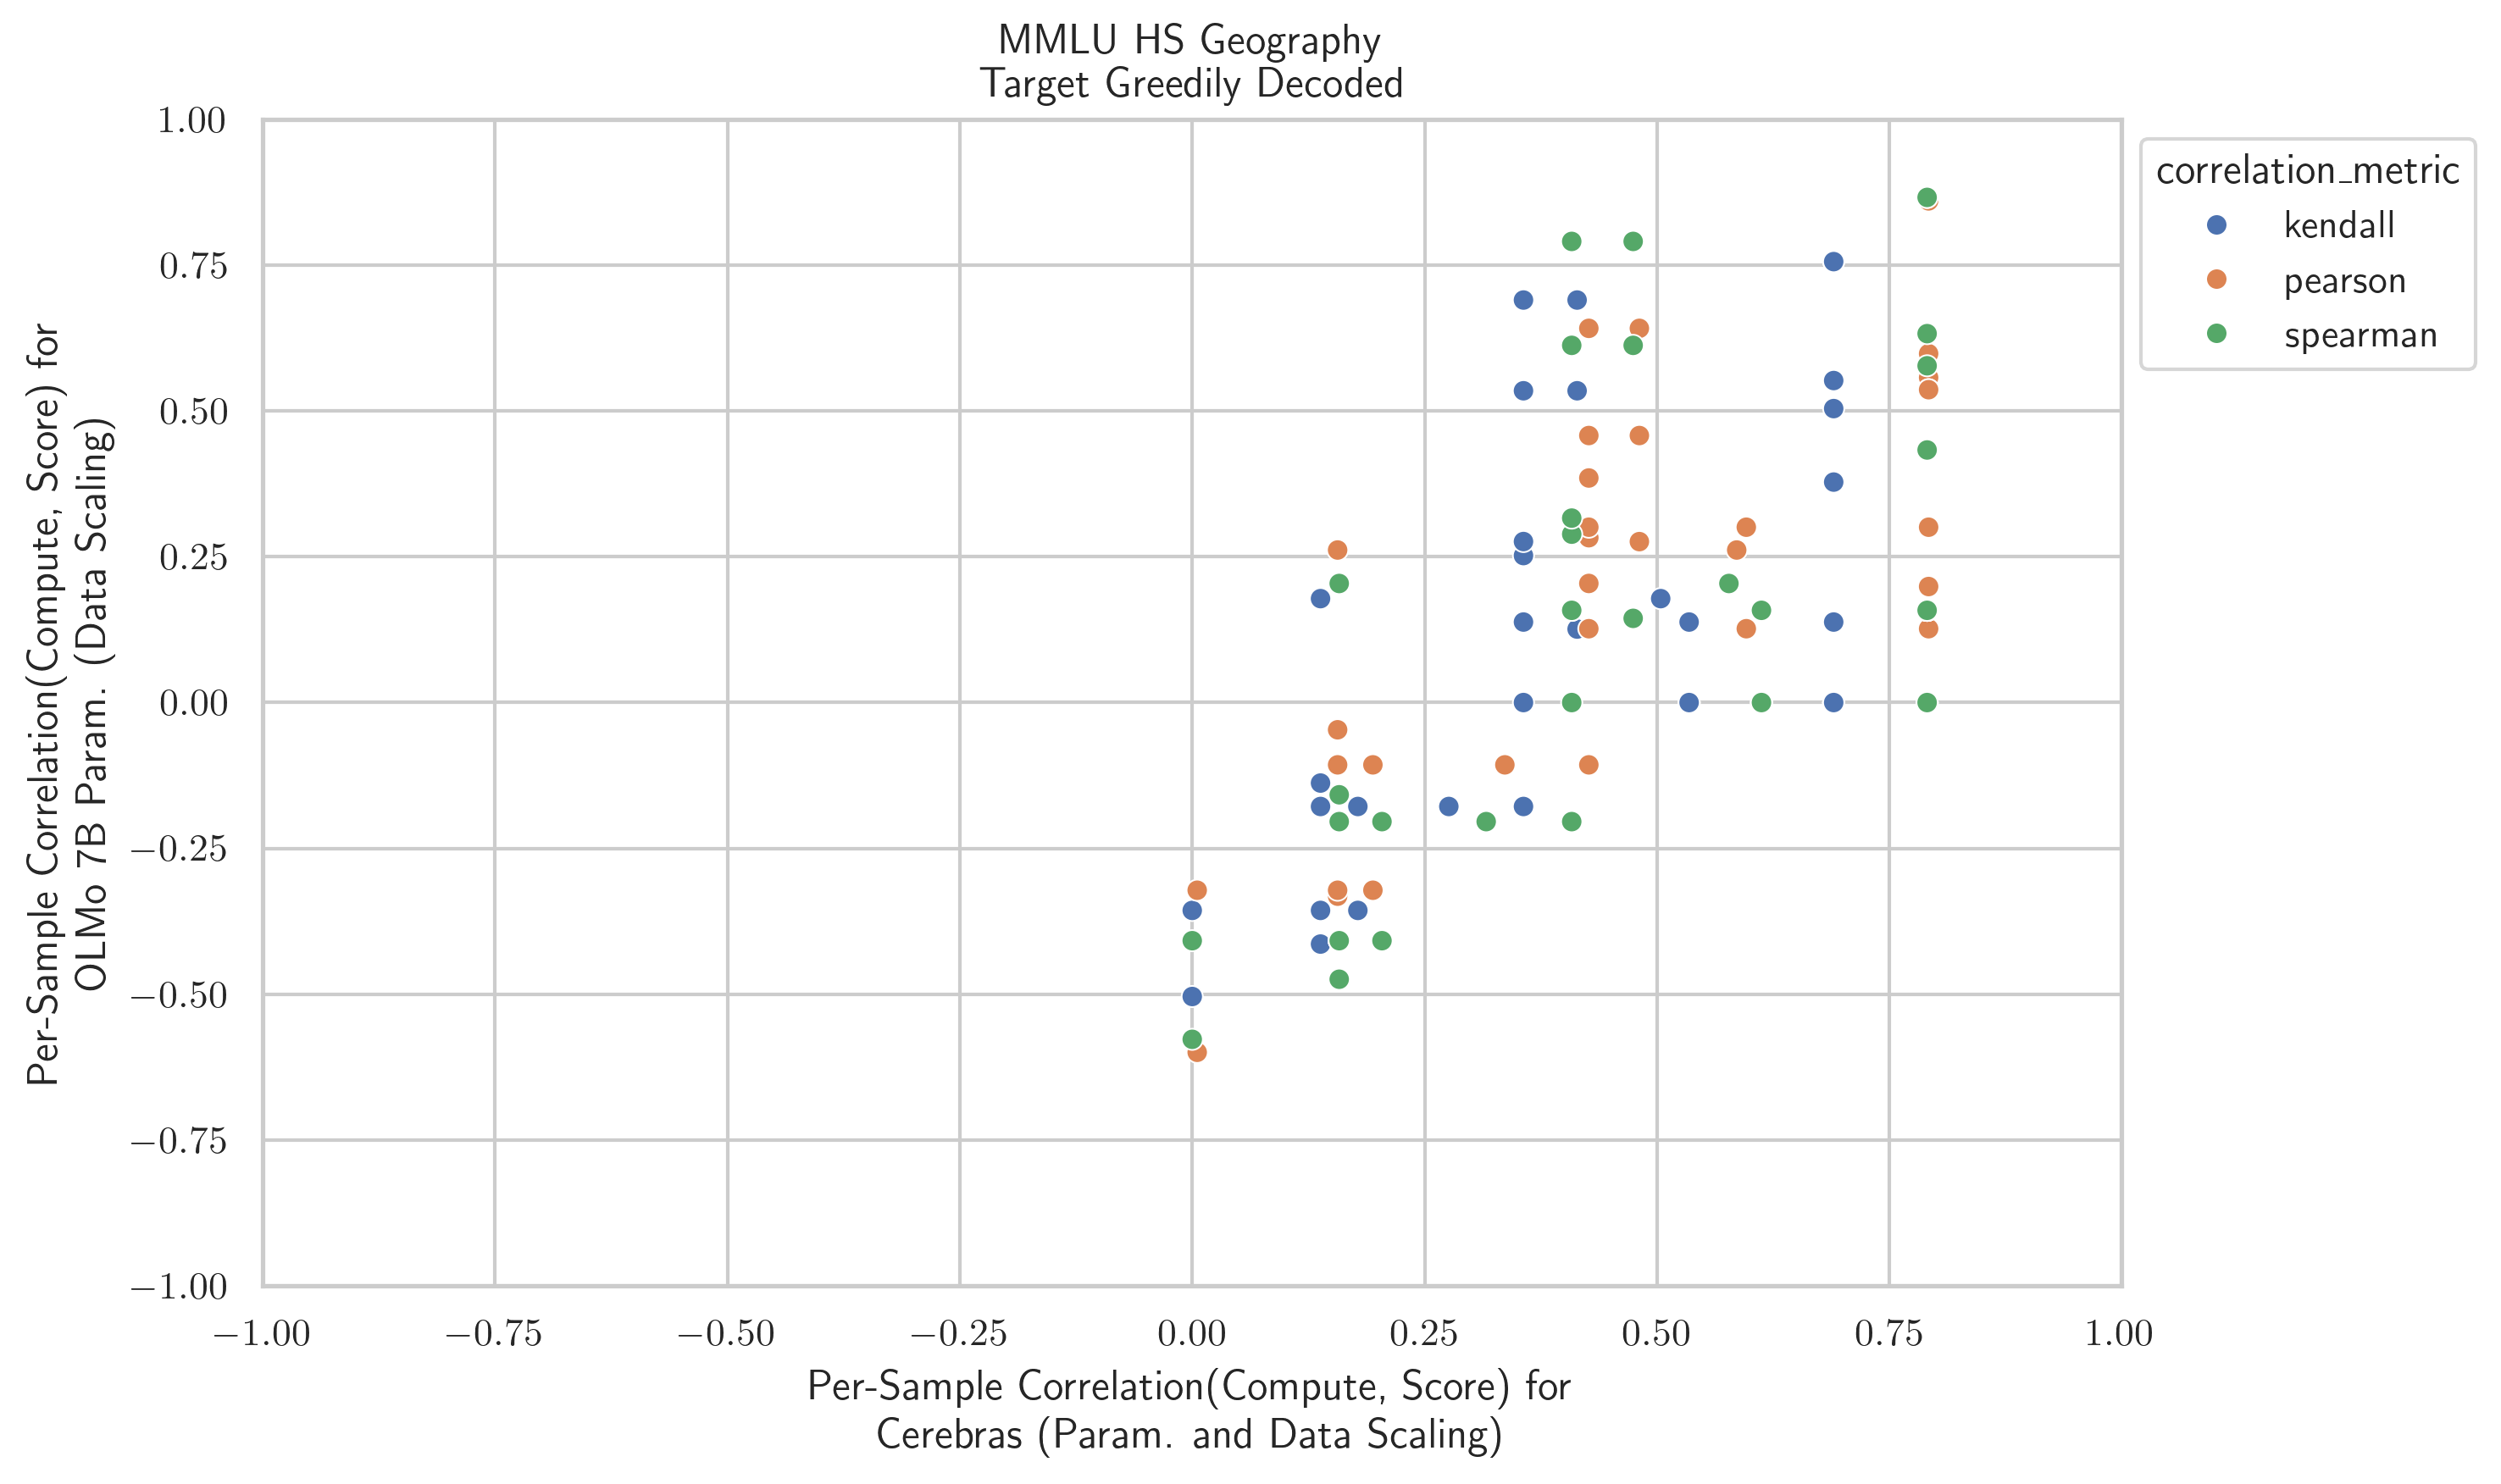 MMLU HS Geography
Target Greedily Decoded
Per-Sample Correlation(Compute, Score) for
OLMo 7B Param. (Data Scaling)
1.00
0.75
0.50
0.25
0.00
−0.25
−0.50
−0.75
−1.00
−1.00 −0.75 −0.50 −0.25 0.00 0.25 0.50 0.75 1.00
Per-Sample Correlation(Compute, Score) for
Cerebras (Param. and Data Scaling)
correlation_metric
kendall
pearson
spearman